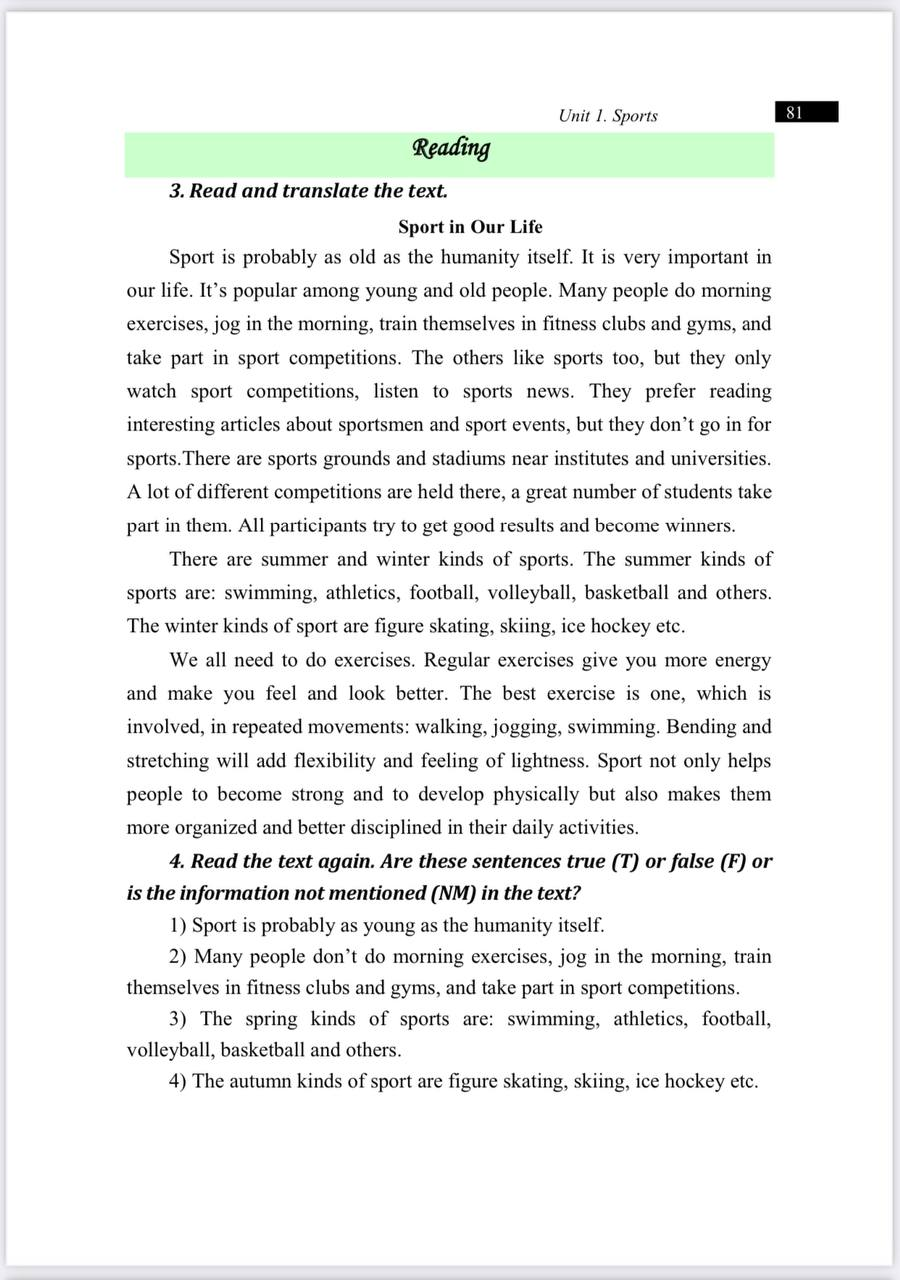 Unit 1. Sports
81
Reading
3. Read and translate the text.
Sport in Our Life
Sport is probably as old as the humanity itself. It is very important in
our life. It’s popular among young and old people. Many people do morning
exercises, jog in the morning, train themselves in fitness clubs and gyms, and
take part in sport competitions. The others like sports too, but they only
watch sport competitions, listen to sports news. They prefer reading
interesting articles about sportsmen and sport events, but they don’t go in for
sports.There are sports grounds and stadiums near institutes and universities.
A lot of different competitions are held there, a great number of students take
part in them. All participants try to get good results and become winners.
There are summer and winter kinds of sports. The summer kinds of
sports are: swimming, athletics, football, volleyball, basketball and others.
The winter kinds of sport are figure skating, skiing, ice hockey etc.
We all need to do exercises. Regular exercises give you more energy
and make you feel and look better. The best exercise is one, which is
involved, in repeated movements: walking, jogging, swimming. Bending and
stretching will add flexibility and feeling of lightness. Sport not only helps
people to become strong and to develop physically but also makes them
more organized and better disciplined in their daily activities.
4. Read the text again. Are these sentences true (T) or false (F) or
is the information not mentioned (NM) in the text?
1) Sport is probably as young as the humanity itself.
2) Many people don’t do morning exercises, jog in the morning, train
themselves in fitness clubs and gyms, and take part in sport competitions.
3) The spring kinds of sports are: swimming, athletics, football,
volleyball, basketball and others.
4) The autumn kinds of sport are figure skating, skiing, ice hockey etc.